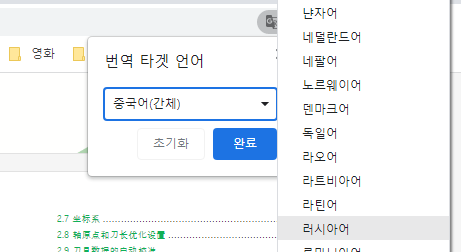 영화
번역 타겟 언어
중국어(간체)
초기화
완료
2.7 坐标系
2.8 轴原点和刀长优化设置
냔자어
네덜란드어
네팔어
노르웨이어
덴마크어
독일어
라오어
라트비아어
라틴어
러시아어